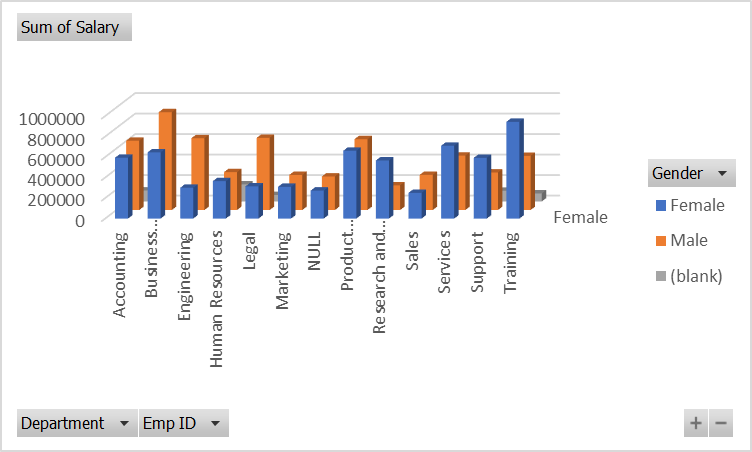 Sum of Salary
1000000
800000
600000
400000
200000
0
Accounting
Business...
Engineering
Human Resources
Legal
Marketing
NULL
Product...
Research and...
Sales
Services
Support
Training
Female
Gender
Female
Male
(blank)
Department
Emp ID